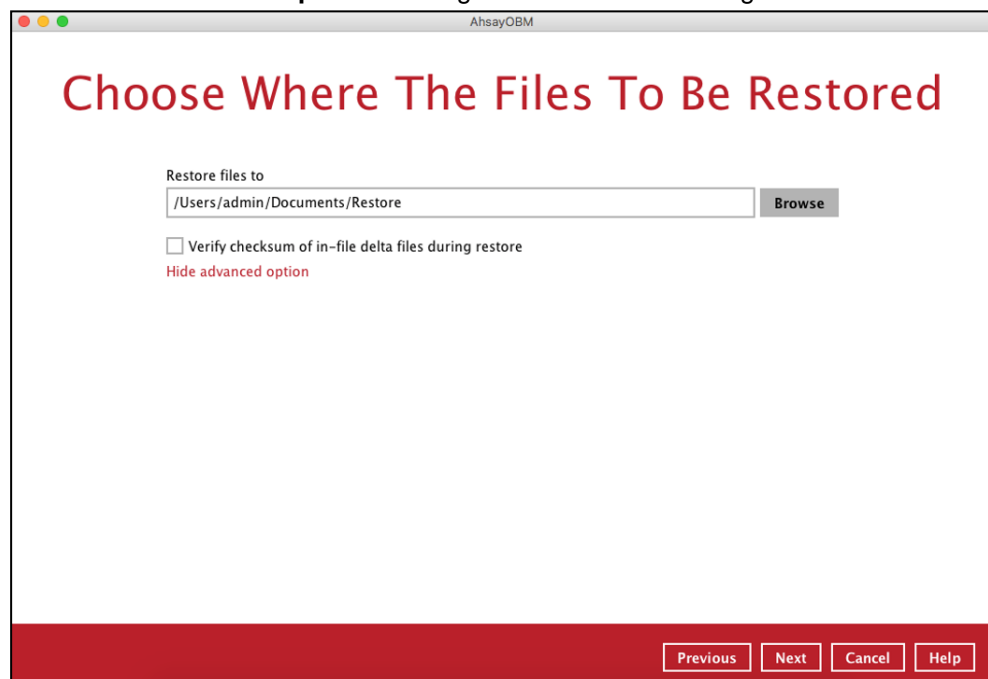 AhsayOBM
Choose Where The Files To Be Restored
Restore files to
/Users/admin/Documents/Restore
Browse
Verify checksum of in-file delta files during restore
Hide advanced option
Previous Next Cancel Help